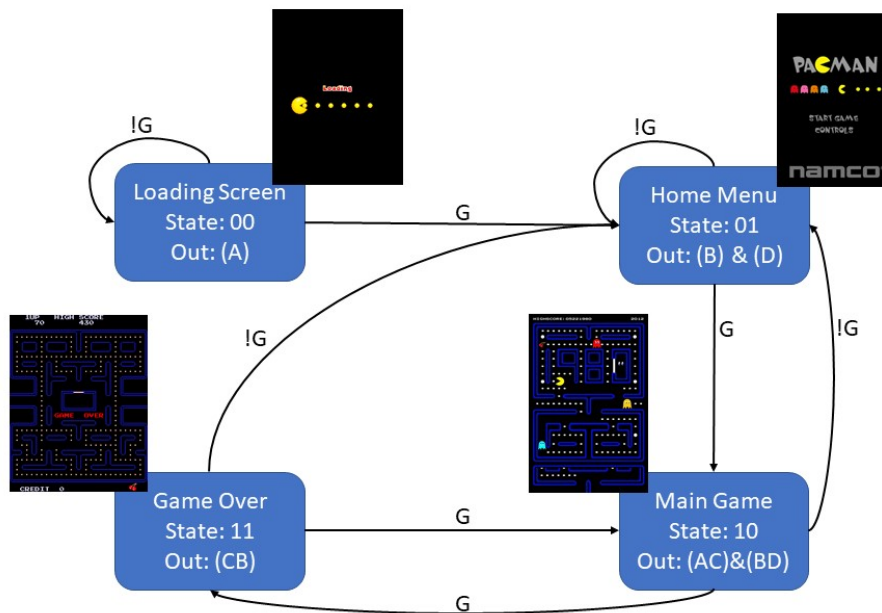 Loading
PACMAN
START GAME
CONTROLS
namco
!G
Loading Screen
State: 00
Out: (A)
G
!G
Home Menu
State: 01
Out: (B) & (D)
1UP HIGH SCORE
70 430
GAME OVER
CREDIT 0
!G
G
!G
Game Over
State: 11
Out: (CB)
G
Main Game
State: 10
Out: (AC)&(BD)
G